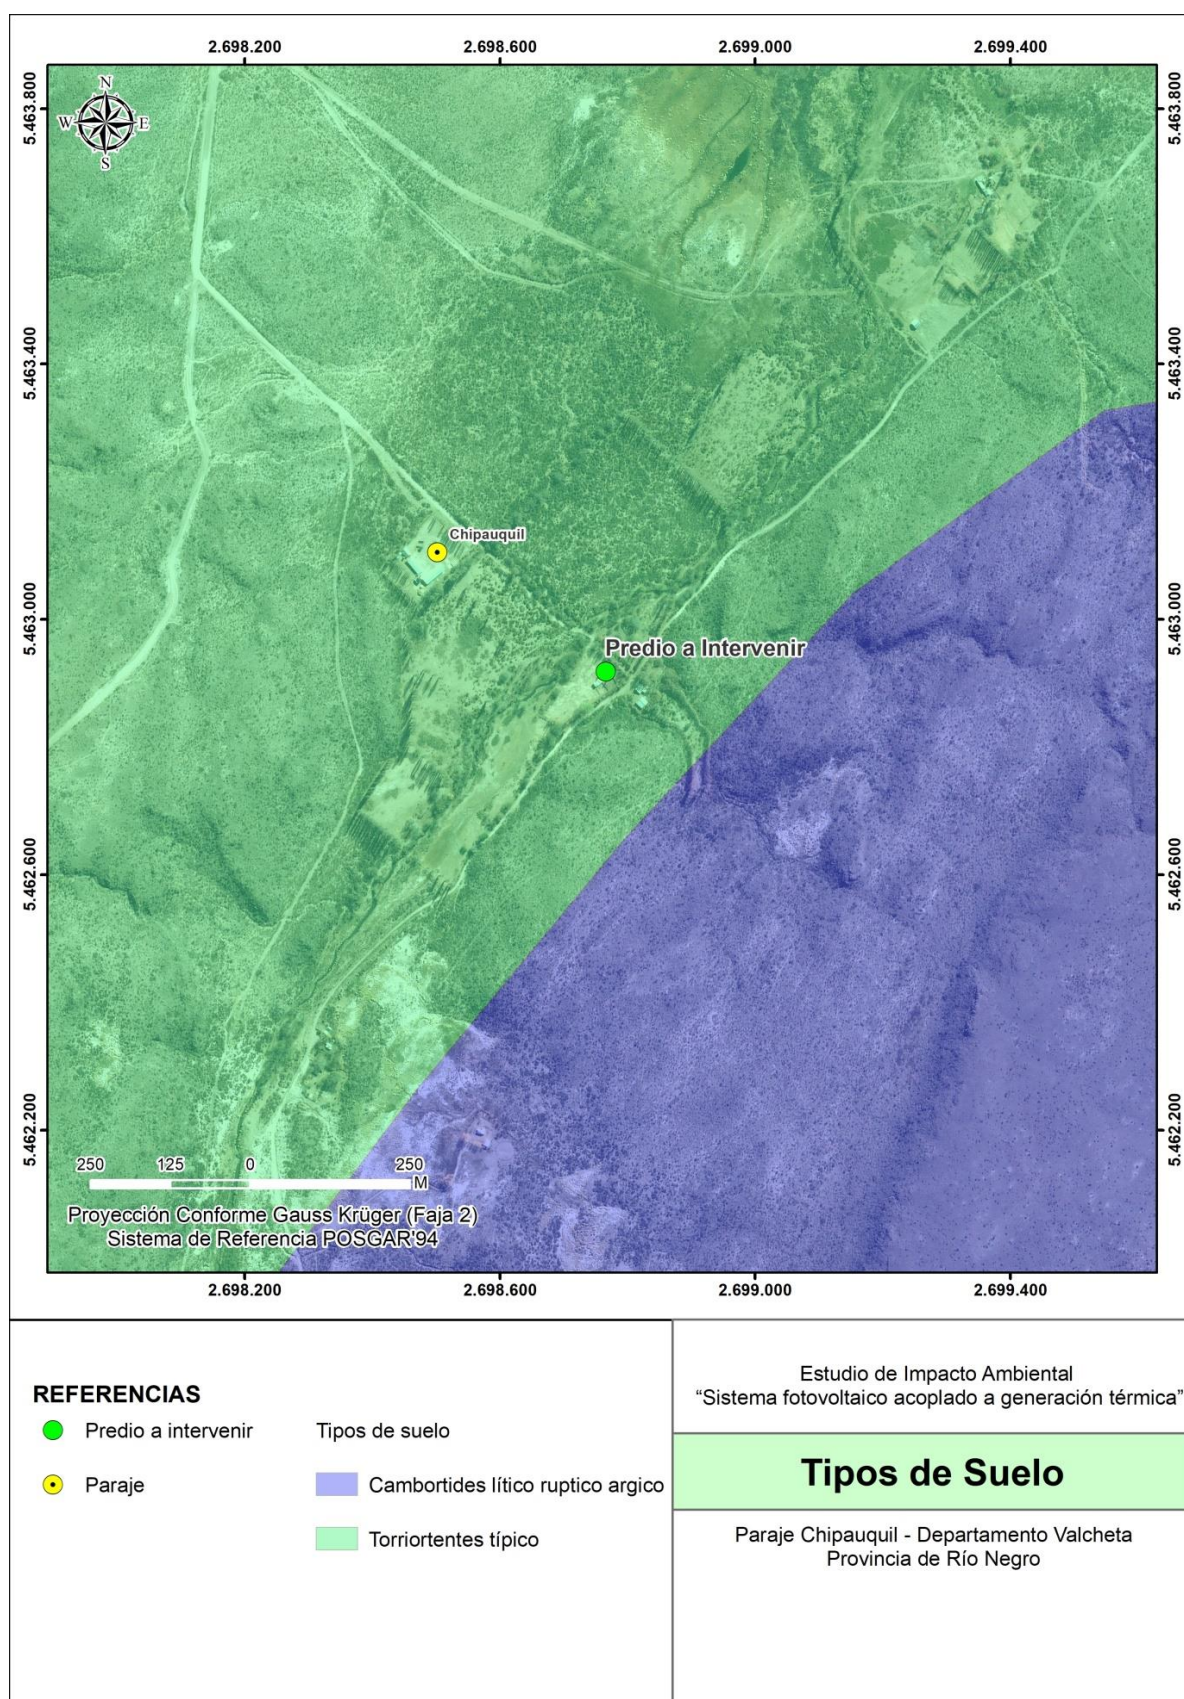 2.698.200 2.698.600 2.699.000 2.699.400
5.463.800 5.463.800
N
W E
S
5.463.400 5.463.400
Chipauquil
5.463.000 5.463.000
Predio a Intervenir
5.462.600 5.462.600
5.462.200 5.462.200
250 125 0 250
M
Proyección Conforme Gauss Krüger (Faja 2)
Sistema de Referencia POSGAR'94
2.698.200 2.698.600 2.699.000 2.699.400
REFERENCIAS
Predio a intervenir
Paraje
Tipos de suelo
Cambortides lítico ruptico argico
Torriortentes típico
Estudio de Impacto Ambiental
“Sistema fotovoltaico acoplado a generación térmica”
Tipos de Suelo
Paraje Chipauquil - Departamento Valcheta
Provincia de Río Negro